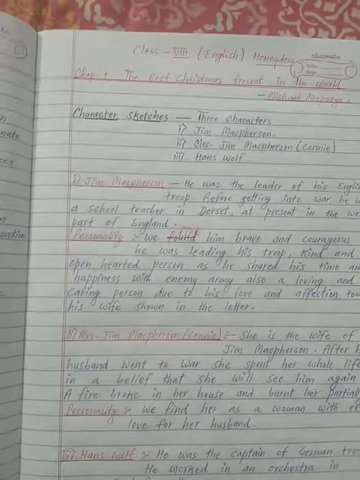 Class - VIII (English) Honeydew
Chap : 1 The Best Christmas Present in the world
- Michael Morpurgo
Character sketches - Three characters
i) Jim Macpherson.
ii) Mrs. Jim Macpherson (Connie)
iii) Hans Wolf
i) Jim Macpherson - He was the leader of his English
troop Before getting into war, he w
a school teacher in Dorset, at present in the we
part of England.
Personality :- We found him brave and courageous
he was leading his troop, Kind and
open hearted person as he shared his time an
happiness with enemy army also a loving and
Caring person due to his love and affection to
his wife shown in the letter.
ii) Mrs. Jim Macpherson (Connie) :- She is the wife of
Jim Macpherson. After h
husband went to war she spent her whole life
in a belief that she will see him again
A fire broke in her house and burnt her partial
Personality :- we find her as a woman with e
love for her husband.
iii) Hans Wolf :- He was the captain of German tro
He worked in an orchestra in